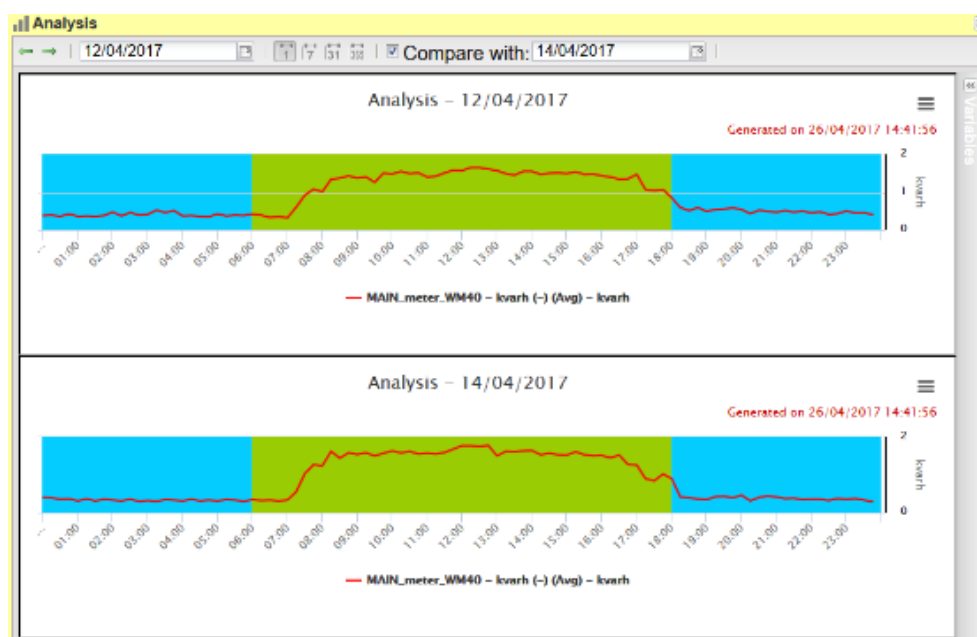 Analysis
12/04/2017 1 7 31 365 Compare with: 14/04/2017
Variables
Analysis – 12/04/2017
Generated on 26/04/2017 14:41:56
2
1
0
kvarh
... 01:00 02:00 03:00 04:00 05:00 06:00 07:00 08:00 09:00 10:00 11:00 12:00 13:00 14:00 15:00 16:00 17:00 18:00 19:00 20:00 21:00 22:00 23:00
MAIN_meter_WM40 – kvarh (–) (Avg) – kvarh
Analysis – 14/04/2017
Generated on 26/04/2017 14:41:56
2
0
kvarh
... 01:00 02:00 03:00 04:00 05:00 06:00 07:00 08:00 09:00 10:00 11:00 12:00 13:00 14:00 15:00 16:00 17:00 18:00 19:00 20:00 21:00 22:00 23:00
MAIN_meter_WM40 – kvarh (–) (Avg) – kvarh